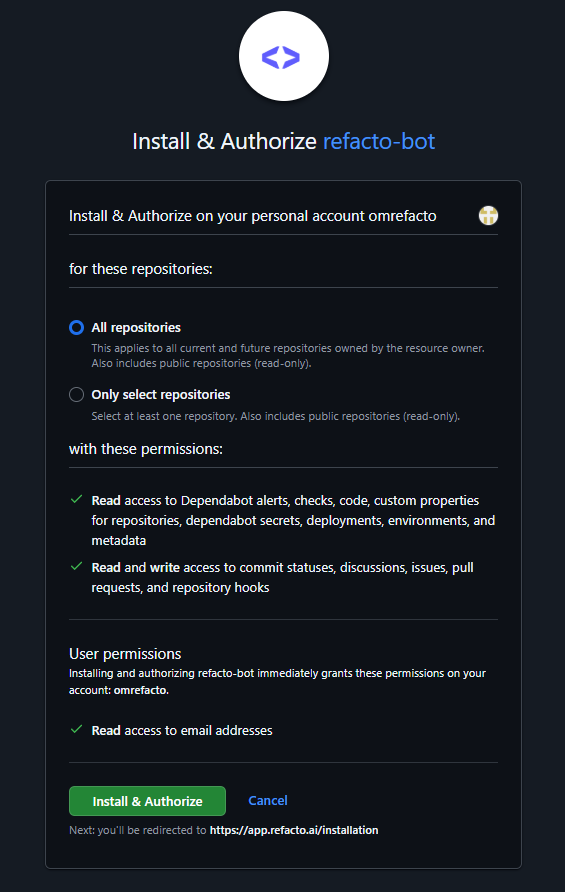 <>
Install & Authorize refacto-bot
Install & Authorize on your personal account omrefacto
for these repositories:
All repositories
This applies to all current and future repositories owned by the resource owner.
Also includes public repositories (read-only).
Only select repositories
Select at least one repository. Also includes public repositories (read-only).
with these permissions:
Read access to Dependabot alerts, checks, code, custom properties
for repositories, dependabot secrets, deployments, environments, and
metadata
Read and write access to commit statuses, discussions, issues, pull
requests, and repository hooks
User permissions
Installing and authorizing refacto-bot immediately grants these permissions on your
account: omrefacto.
Read access to email addresses
Install & Authorize
Cancel
Next: you'll be redirected to https://app.refacto.ai/installation